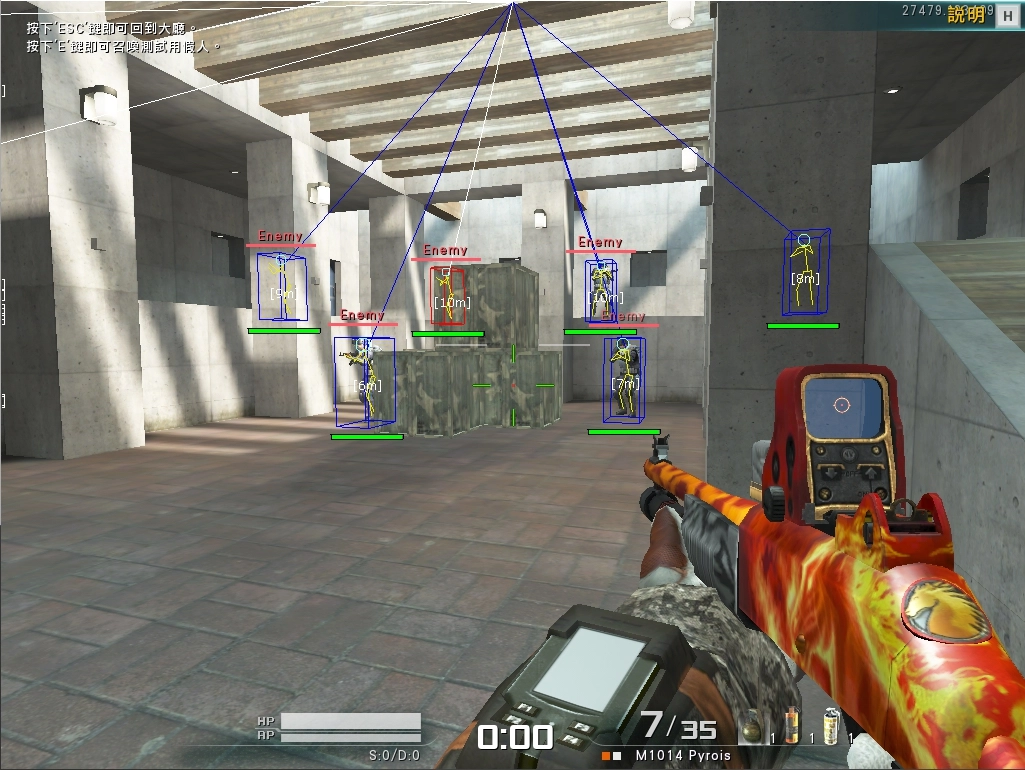 按下'ESC'鍵即可回到大廳。
按下'E'鍵即可召喚測試用假人。
說明 H
Enemy
Enemy
Enemy
[8m]
[9m]
[10m]
[10m]
Enemy
Enemy
[6m]
[7m]
HP
AP
S:0/D:0
0:00
7/35
1
1
1
M1014 Pyrois